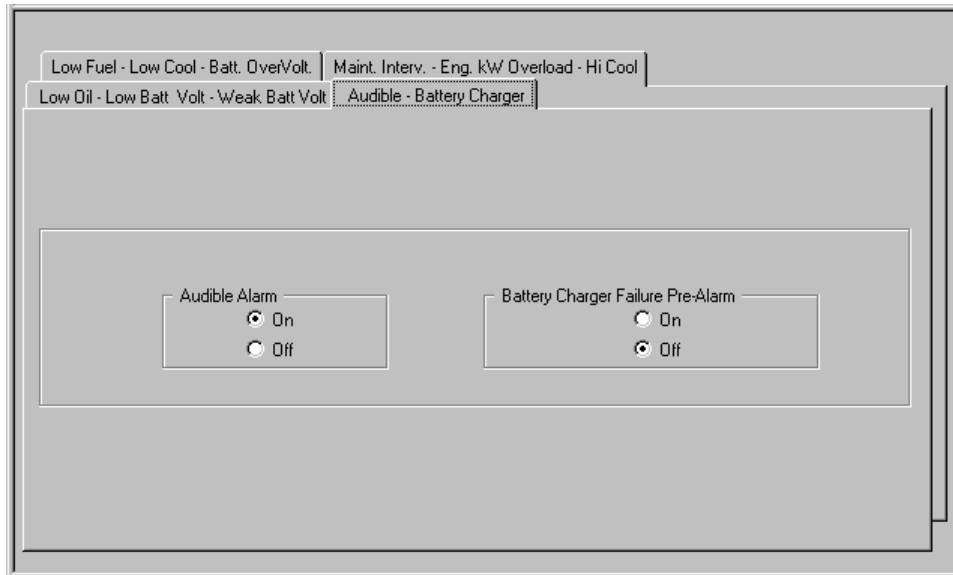 Low Fuel - Low Cool - Batt. OverVolt.
Maint. Interv. - Eng. kW Overload - Hi Cool
Low Oil - Low Batt Volt - Weak Batt Volt
Audible - Battery Charger
Audible Alarm
On
Off
Battery Charger Failure Pre-Alarm
On
Off